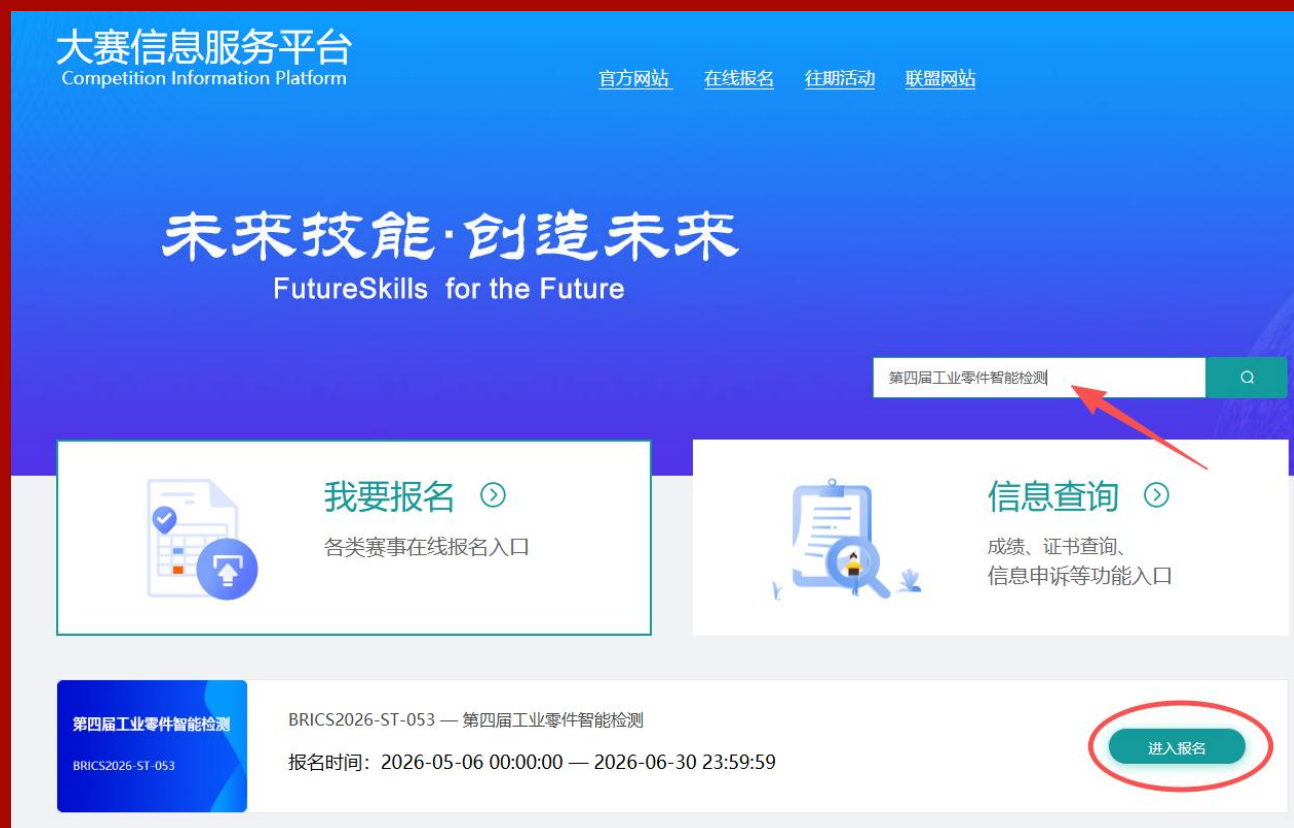 大赛信息服务平台
Competition Information Platform
官方网站 在线报名 往期活动 联盟网站
未来技能·创造未来
FutureSkills for the Future
第四届工业零件智能检测
我要报名
各类赛事在线报名入口
信息查询
成绩、证书查询、
信息申诉等功能入口
第四届工业零件智能检测
BRICS2026-ST-053
BRICS2026-ST-053 — 第四届工业零件智能检测
报名时间：2026-05-06 00:00:00 — 2026-06-30 23:59:59
进入报名